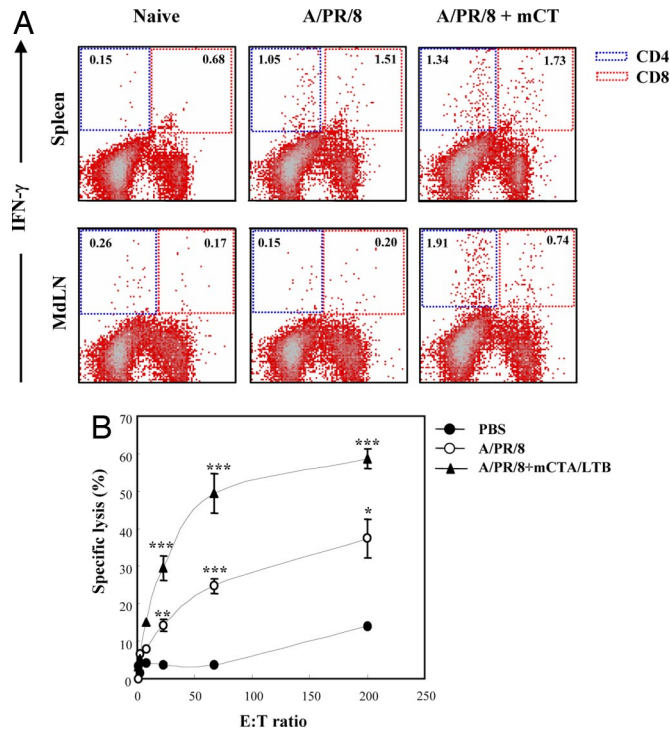 A
Naive
A/PR/8
A/PR/8 + mCT
CD4
CD8
IFN-γ
Spleen
0.15
0.68
1.05
1.51
1.34
1.73
MdLN
0.26
0.17
0.15
0.20
1.91
0.74
B
Specific lysis (%)
70
60
50
40
30
20
10
0
0
50
100
150
200
250
E:T ratio
***
***
***
**
***
*
PBS
A/PR/8
A/PR/8+mCTA/LTB